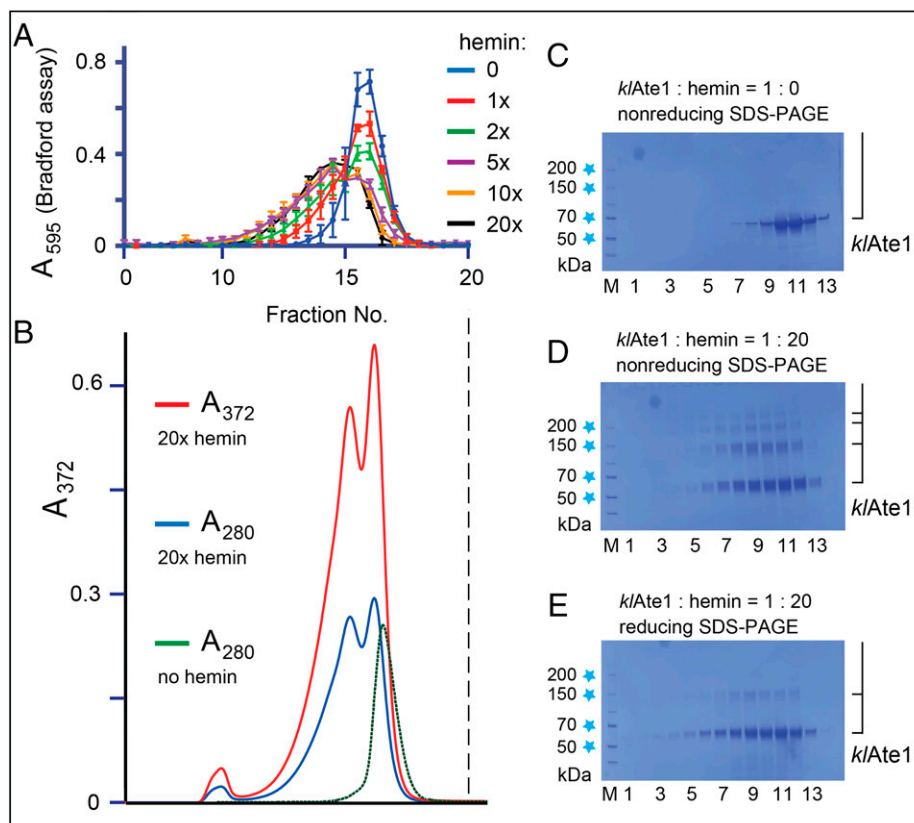 A
A595 (Bradford assay)
0.8
0.4
0
0 10 15 20
Fraction No.
hemin:
0
1x
2x
5x
10x
20x
B
A372
0.6
0.3
0
A372
20x hemin
A280
20x hemin
A280
no hemin
C
klAte1 : hemin = 1 : 0
nonreducing SDS-PAGE
200
150
70
50
kDa
klAte1
M 1 3 5 7 9 11 13
D
klAte1 : hemin = 1 : 20
nonreducing SDS-PAGE
200
150
70
50
kDa
klAte1
M 1 3 5 7 9 11 13
E
klAte1 : hemin = 1 : 20
reducing SDS-PAGE
200
150
70
50
kDa
klAte1
M 1 3 5 7 9 11 13